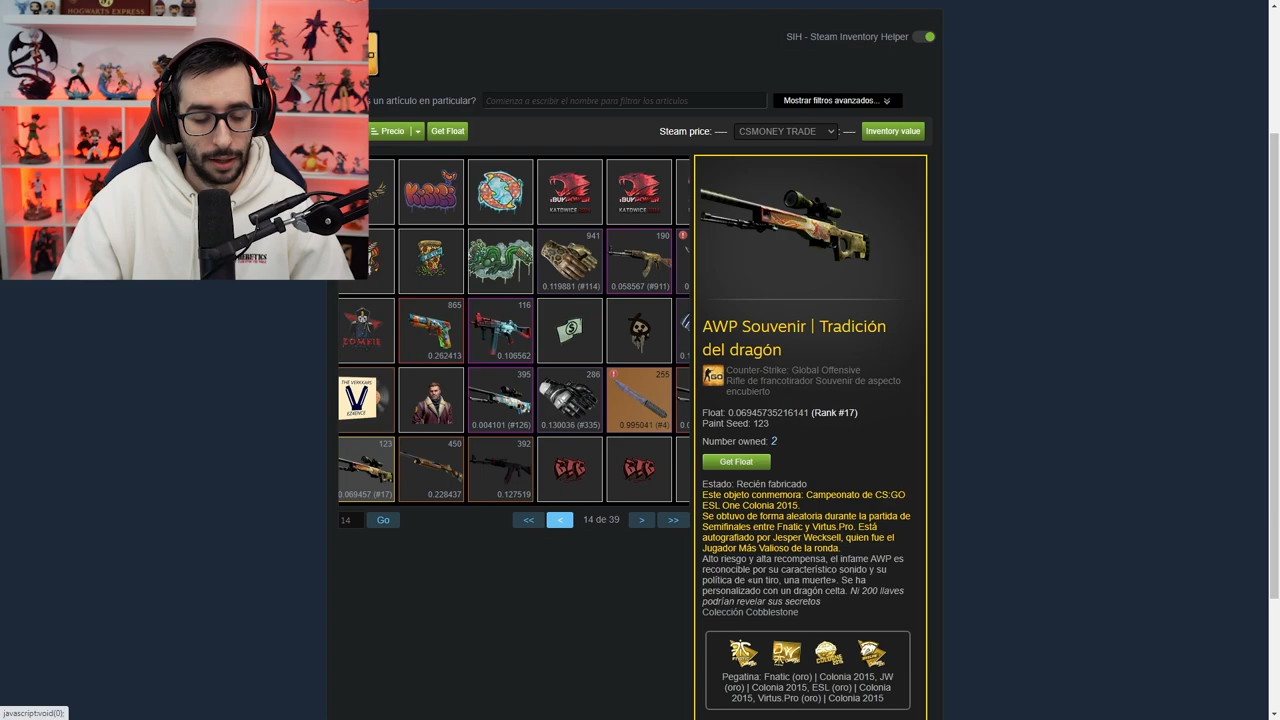 HOGWARTS EXPRESS
SIH - Steam Inventory Helper
s un artículo en particular?
Comienza a escribir el nombre para filtrar los artículos
Mostrar filtros avanzados...
Precio
Get Float
Steam price: ----
CSMONEY TRADE
: ----
Inventory value
KATOWICE
KATOWICE
941
190
0.119881 (#114)
0.058567 (#911)
865
116
0.262413
0.106562
395
286
255
0.004101 (#126)
0.130036 (#335)
0.995041 (#4)
123
450
392
0.069457 (#17)
0.228437
0.127519
14
Go
<<
<
14 de 39
>
>>
AWP Souvenir | Tradición
del dragón
Counter-Strike: Global Offensive
Rifle de francotirador Souvenir de aspecto
encubierto
Float: 0.06945735216141 (Rank #17)
Paint Seed: 123
Number owned: 2
Get Float
Estado: Recién fabricado
Este objeto conmemora: Campeonato de CS:GO
ESL One Colonia 2015.
Se obtuvo de forma aleatoria durante la partida de
Semifinales entre Fnatic y Virtus.Pro. Está
autografiado por Jesper Wecksell, quien fue el
Jugador Más Valioso de la ronda.
Alto riesgo y alta recompensa, el infame AWP es
reconocible por su característico sonido y su
política de «un tiro, una muerte». Se ha
personalizado con un dragón celta. Ni 200 llaves
podrían revelar sus secretos
Colección Cobblestone
Pegatina: Fnatic (oro) | Colonia 2015, JW
(oro) | Colonia 2015, ESL (oro) | Colonia
2015, Virtus.Pro (oro) | Colonia 2015
javascript:void(0);